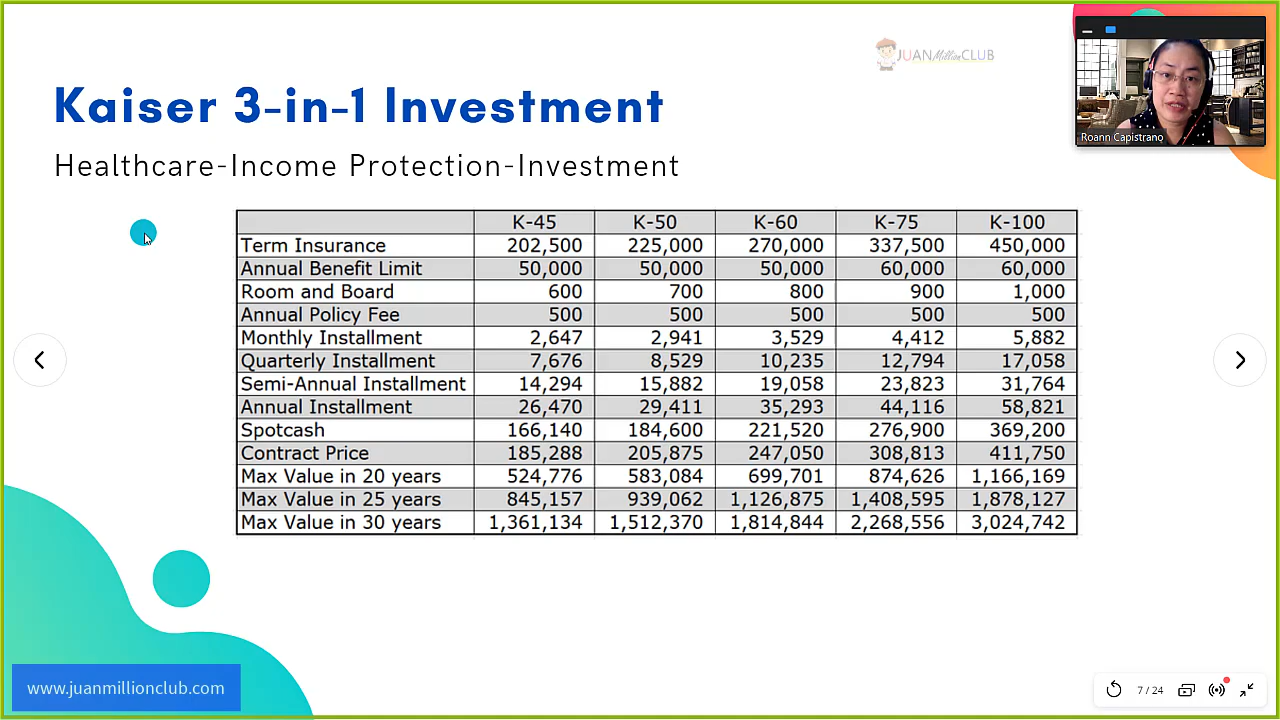 JUANMillionCLUB
Roann Capistrano
Kaiser 3-in-1 Investment
Healthcare-Income Protection-Investment
K-45 K-50 K-60 K-75 K-100
Term Insurance 202,500 225,000 270,000 337,500 450,000
Annual Benefit Limit 50,000 50,000 50,000 60,000 60,000
Room and Board 600 700 800 900 1,000
Annual Policy Fee 500 500 500 500 500
Monthly Installment 2,647 2,941 3,529 4,412 5,882
Quarterly Installment 7,676 8,529 10,235 12,794 17,058
Semi-Annual Installment 14,294 15,882 19,058 23,823 31,764
Annual Installment 26,470 29,411 35,293 44,116 58,821
Spotcash 166,140 184,600 221,520 276,900 369,200
Contract Price 185,288 205,875 247,050 308,813 411,750
Max Value in 20 years 524,776 583,084 699,701 874,626 1,166,169
Max Value in 25 years 845,157 939,062 1,126,875 1,408,595 1,878,127
Max Value in 30 years 1,361,134 1,512,370 1,814,844 2,268,556 3,024,742
www.juanmillionclub.com
7 / 24